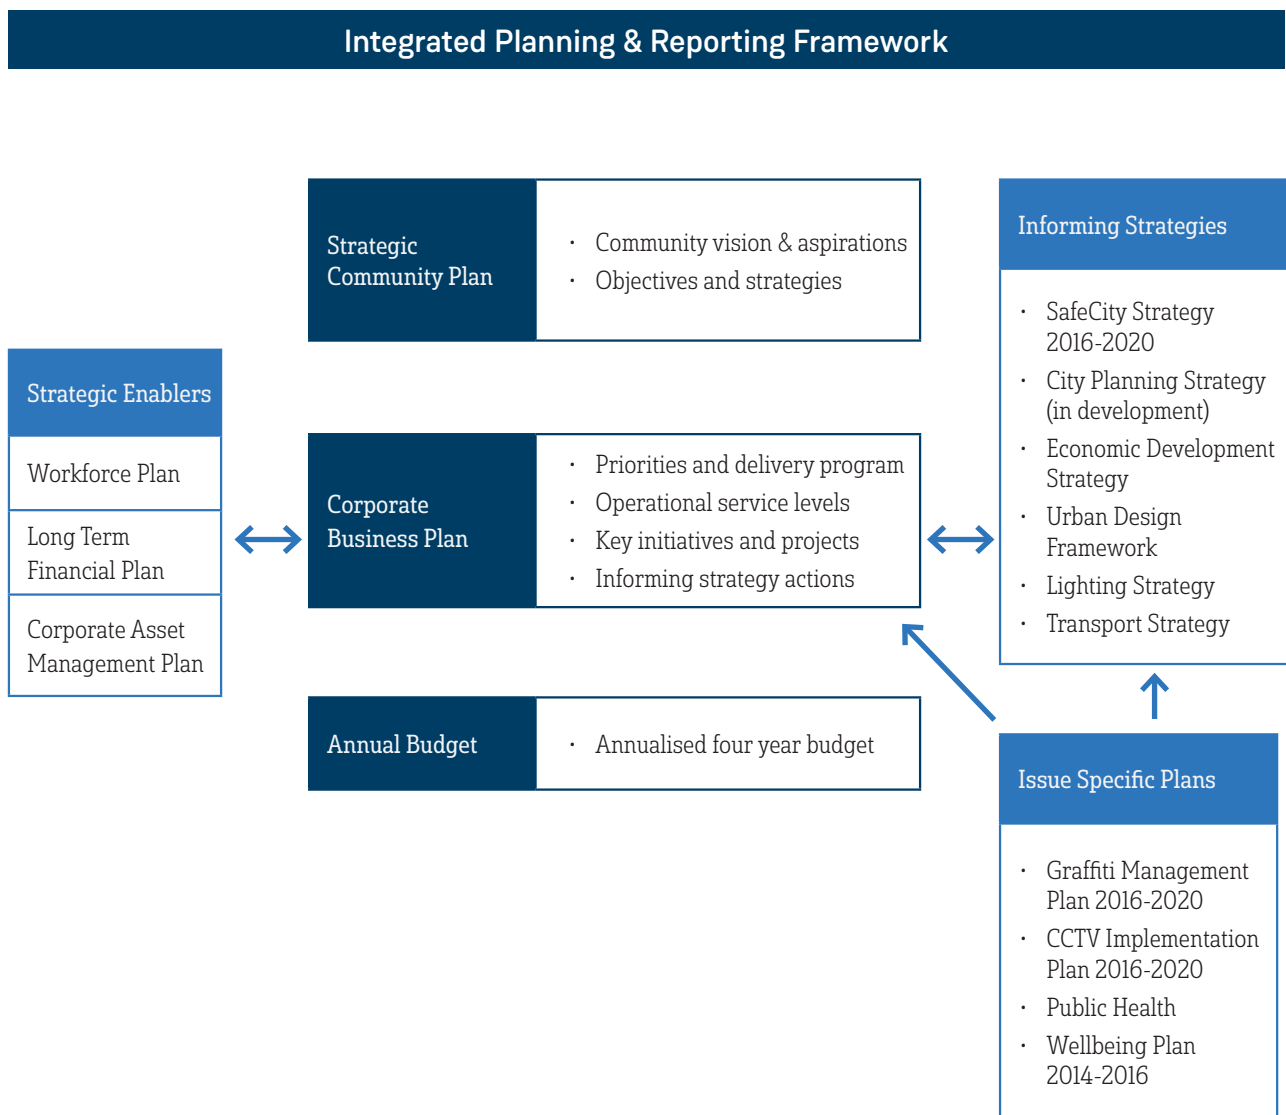 Integrated Planning & Reporting Framework
Strategic
Community Plan
· Community vision & aspirations
· Objectives and strategies
Strategic Enablers
Workforce Plan
Long Term
Financial Plan
Corporate Asset
Management Plan
Corporate
Business Plan
· Priorities and delivery program
· Operational service levels
· Key initiatives and projects
· Informing strategy actions
Annual Budget
· Annualised four year budget
Informing Strategies
· SafeCity Strategy
2016-2020
· City Planning Strategy
(in development)
· Economic Development
Strategy
· Urban Design
Framework
· Lighting Strategy
· Transport Strategy
Issue Specific Plans
· Graffiti Management
Plan 2016-2020
· CCTV Implementation
Plan 2016-2020
· Public Health
· Wellbeing Plan
2014-2016